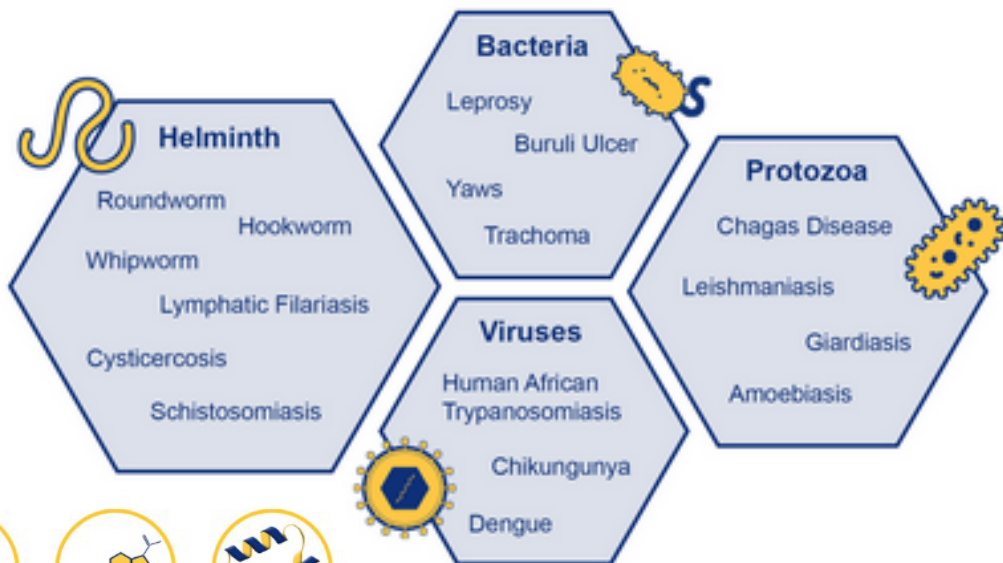 Helminth
Roundworm
Hookworm
Whipworm
Lymphatic Filariasis
Cysticercosis
Schistosomiasis
Bacteria
Leprosy
Buruli Ulcer
Yaws
Trachoma
Viruses
Human African
Trypanosomiasis
Chikungunya
Dengue
Protozoa
Chagas Disease
Leishmaniasis
Giardiasis
Amoebiasis